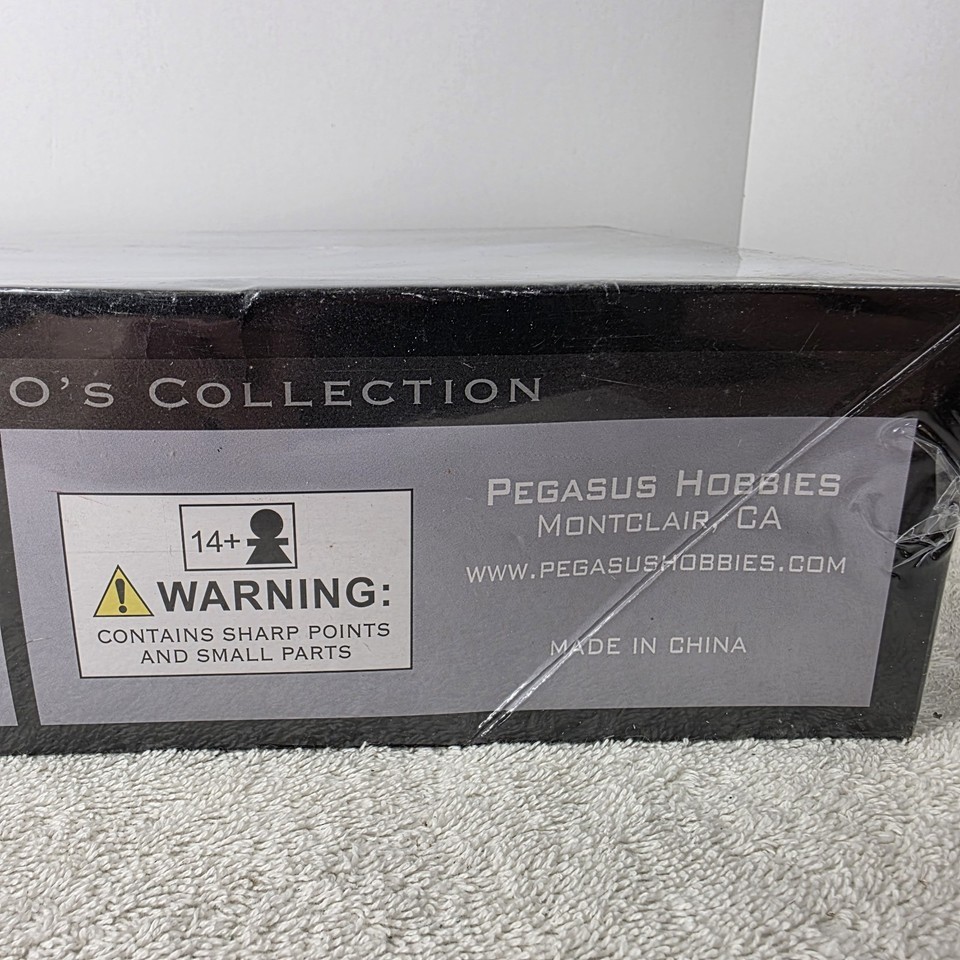 O's COLLECTION
14+
WARNING:
CONTAINS SHARP POINTS
AND SMALL PARTS
PEGASUS HOBBIES
MONTCLAIR, CA
WWW.PEGASUSHOBBIES.COM
MADE IN CHINA